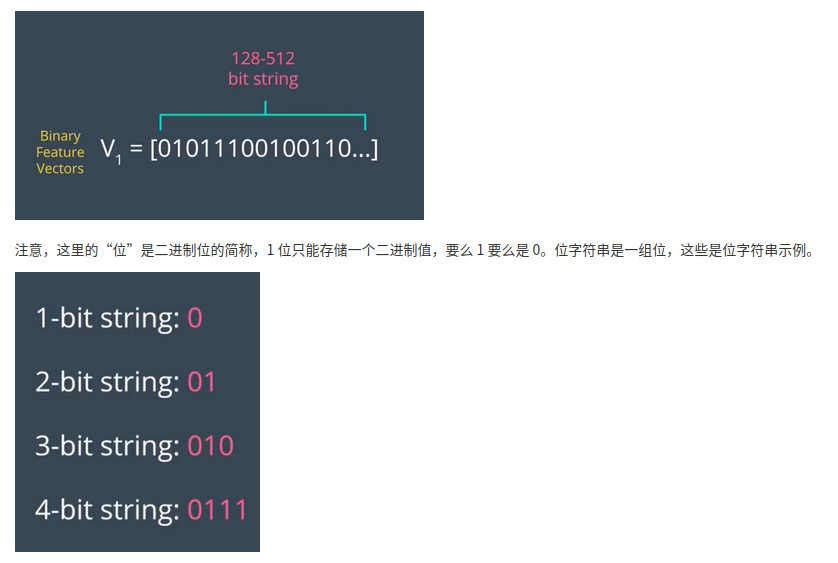 128-512
bit string
Binary
Feature
Vectors
V1 = [01011100100110...]
注意，这里的“位”是二进制位的简称，1 位只能存储一个二进制值，要么 1 要么是 0。位字符串是一组位，这些是位字符串示例。
1-bit string: 0
2-bit string: 01
3-bit string: 010
4-bit string: 0111